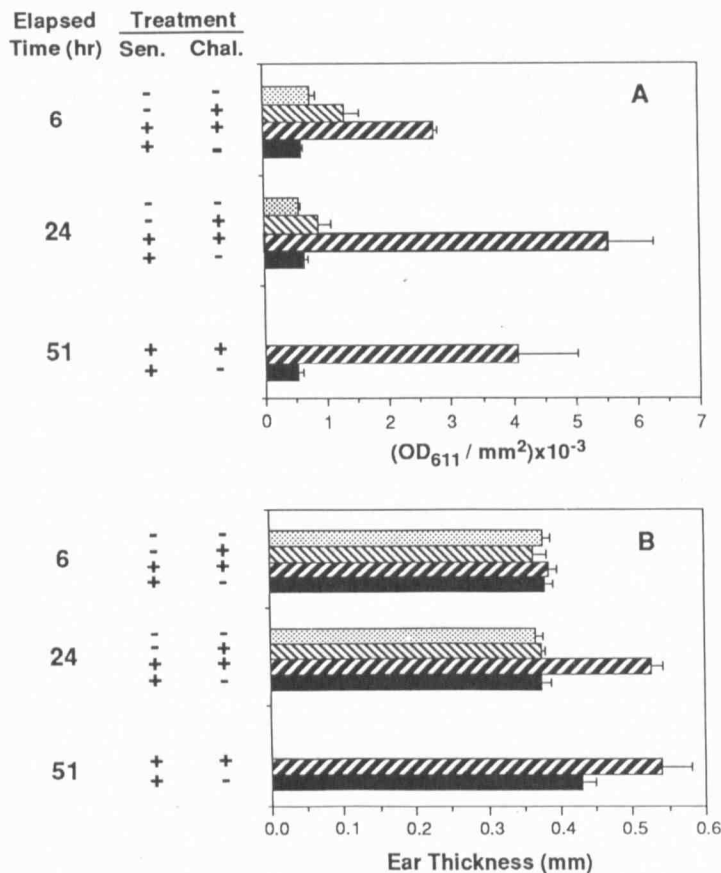 Elapsed Treatment
Time (hr) Sen. Chal.
A
- -
6 - +
+ +
+ -
- -
24 - +
+ +
+ -
51 + +
+ -
0 1 2 3 4 5 6 7
(OD611 / mm2)x10-3
B
- -
6 - +
+ +
+ -
- -
24 - +
+ +
+ -
51 + +
+ -
0.0 0.1 0.2 0.3 0.4 0.5 0.6
Ear Thickness (mm)